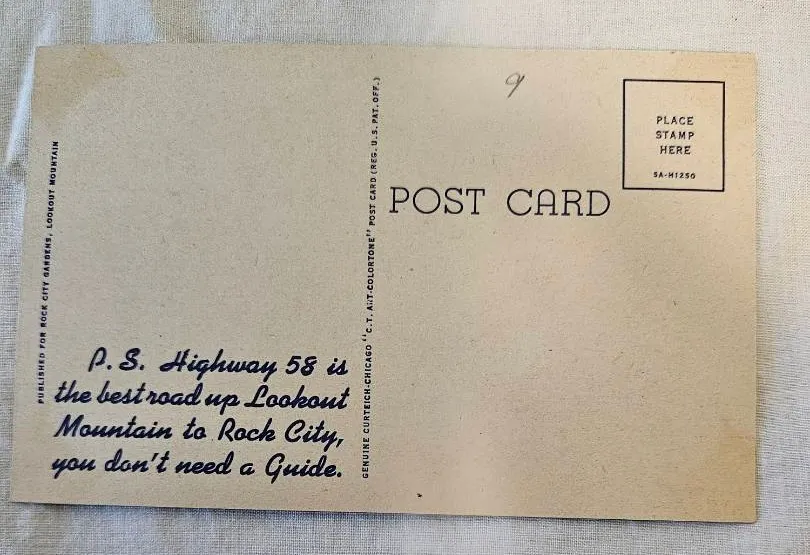 PUBLISHED FOR ROCK CITY GARDENS, LOOKOUT MOUNTAIN
P.S. Highway 58 is
the best road up Lookout
Mountain to Rock City,
you don't need a Guide.
GENUINE CURTEICH-CHICAGO "C.T. ART-COLORTONE" POST CARD (REG. U.S. PAT. OFF.)
9
POST CARD
PLACE
STAMP
HERE
5A-H1250